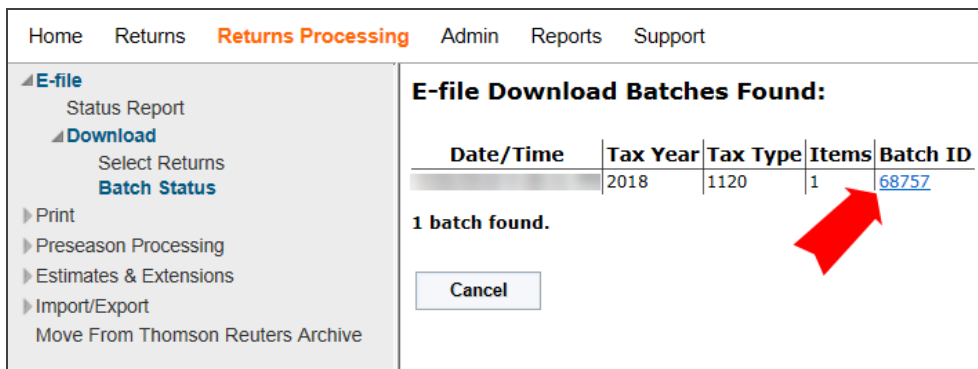 Home Returns Returns Processing Admin Reports Support
E-file
Status Report
Download
Select Returns
Batch Status
Print
Preseason Processing
Estimates & Extensions
Import/Export
Move From Thomson Reuters Archive
E-file Download Batches Found:
Date/Time Tax Year Tax Type Items Batch ID
2018 1120 1 68757
1 batch found.
Cancel